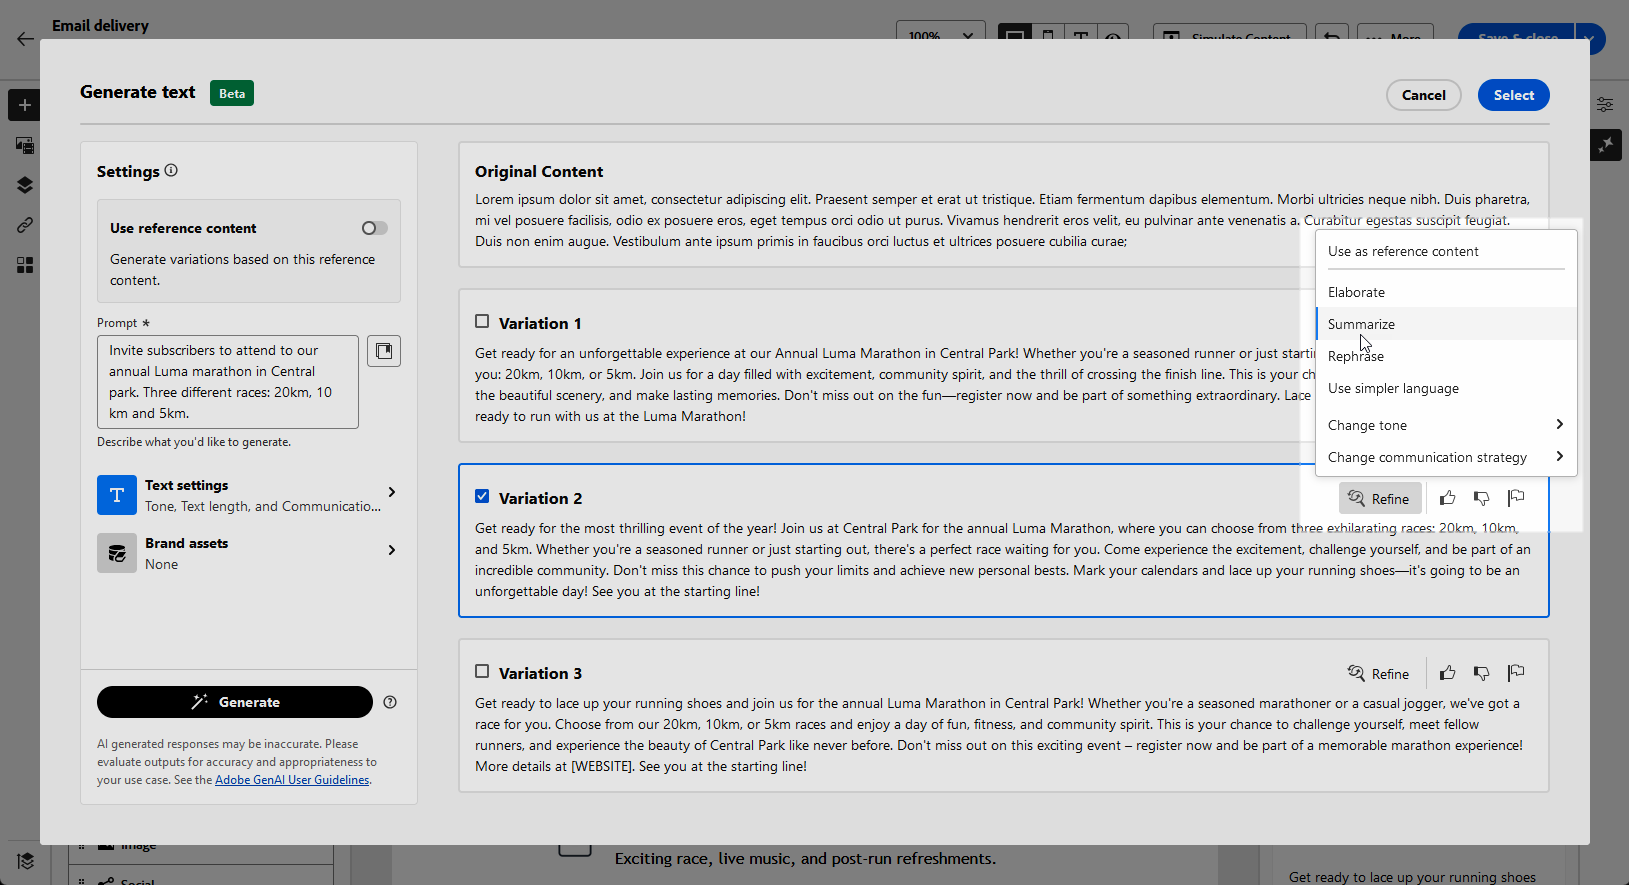 Email delivery
100%
Simulate Content
More
Save & close
Generate text
Beta
Cancel
Select
Settings
Use reference content
Generate variations based on this reference
content.
Prompt *
Invite subscribers to attend to our
annual Luma marathon in Central
park. Three different races: 20km, 10
km and 5km.
Describe what you'd like to generate.
Text settings
Tone, Text length, and Communicatio...
Brand assets
None
Generate
AI generated responses may be inaccurate. Please
evaluate outputs for accuracy and appropriateness to
your use case. See the Adobe GenAI User Guidelines.
Original Content
Lorem ipsum dolor sit amet, consectetur adipiscing elit. Praesent semper et erat ut tristique. Etiam fermentum dapibus elementum. Morbi ultricies neque nibh. Duis pharetra,
mi vel posuere facilisis, odio ex posuere eros, eget tempus orci odio ut purus. Vivamus hendrerit eros velit, eu pulvinar ante venenatis a. Curabitur egestas suscipit feugiat.
Duis non enim augue. Vestibulum ante ipsum primis in faucibus orci luctus et ultrices posuere cubilia curae;
Use as reference content
Elaborate
Summarize
Rephrase
Use simpler language
Change tone
Change communication strategy
Variation 1
Get ready for an unforgettable experience at our Annual Luma Marathon in Central Park! Whether you're a seasoned runner or just starti
you: 20km, 10km, or 5km. Join us for a day filled with excitement, community spirit, and the thrill of crossing the finish line. This is your ch
the beautiful scenery, and make lasting memories. Don't miss out on the fun—register now and be part of something extraordinary. Lace
ready to run with us at the Luma Marathon!
Variation 2
Refine
Get ready for the most thrilling event of the year! Join us at Central Park for the annual Luma Marathon, where you can choose from three exhilarating races: 20km, 10km,
and 5km. Whether you're a seasoned runner or just starting out, there's a perfect race waiting for you. Come experience the excitement, challenge yourself, and be part of an
incredible community. Don't miss this chance to push your limits and achieve new personal bests. Mark your calendars and lace up your running shoes—it's going to be an
unforgettable day! See you at the starting line!
Variation 3
Refine
Get ready to lace up your running shoes and join us for the annual Luma Marathon in Central Park! Whether you're a seasoned marathoner or a casual jogger, we've got a
race for you. Choose from our 20km, 10km, or 5km races and enjoy a day of fun, fitness, and community spirit. This is your chance to challenge yourself, meet fellow
runners, and experience the beauty of Central Park like never before. Don't miss out on this exciting event – register now and be part of a memorable marathon experience!
More details at [WEBSITE]. See you at the starting line!
Image
Social
Exciting race, live music, and post-run refreshments.
Get ready to lace up your running shoes